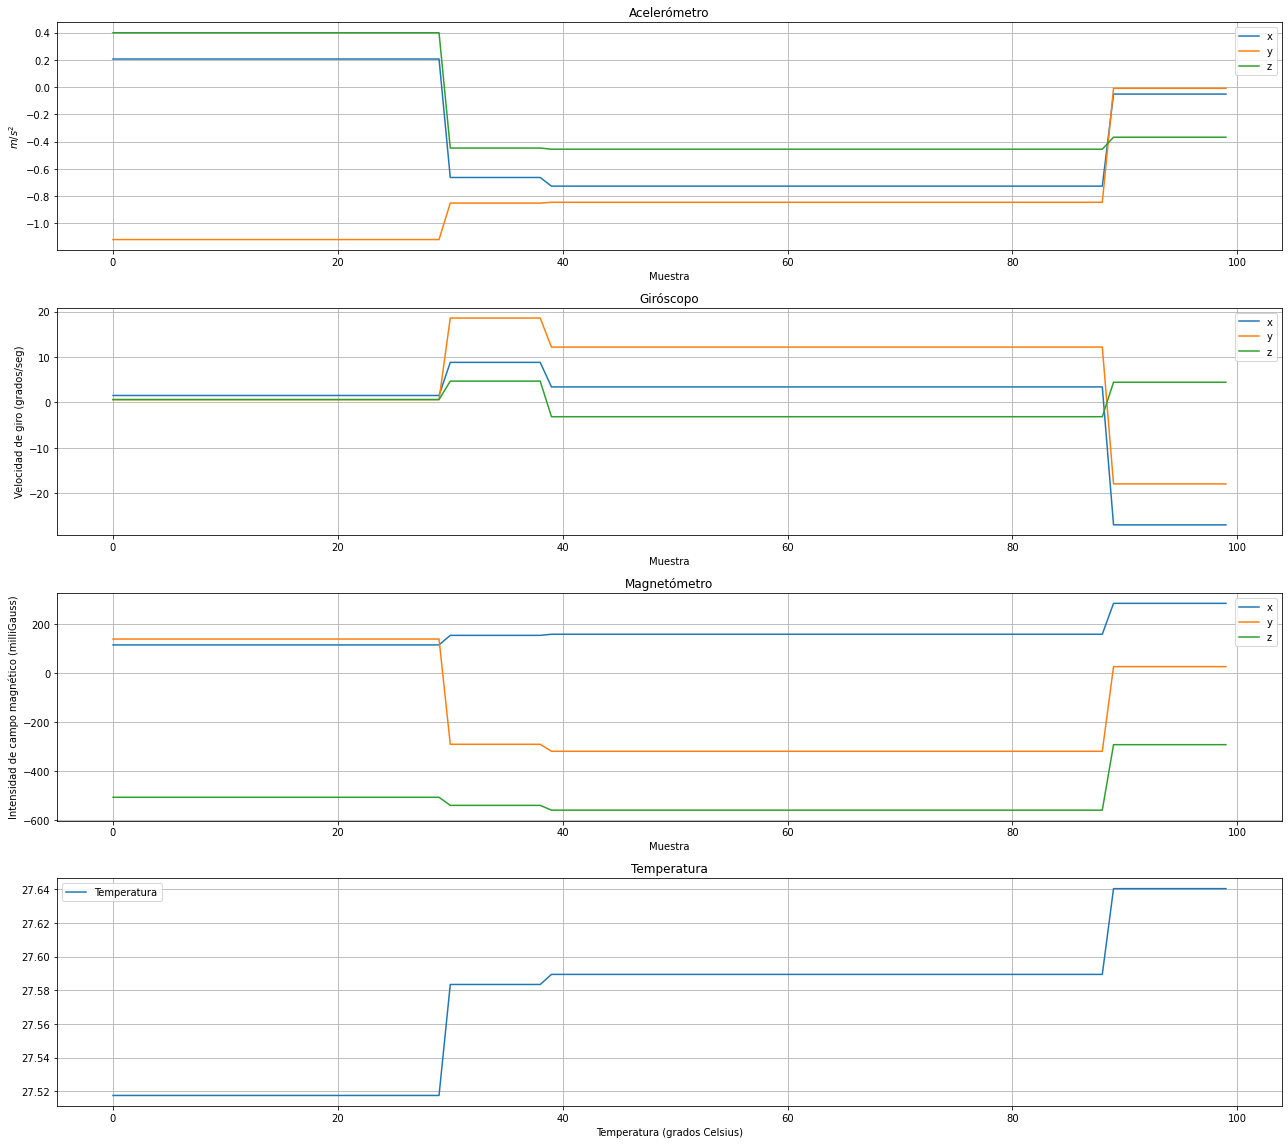 Acelerómetro
0.4
0.2
0.0
−0.2
−0.4
−0.6
−0.8
−1.0
m/s²
x
y
z
0 20 40 60 80 100
Muestra
Giróscopo
20
10
0
−10
−20
Velocidad de giro (grados/seg)
x
y
z
0 20 40 60 80 100
Muestra
Magnetómetro
200
0
−200
−400
−600
Intensidad de campo magnético (milliGauss)
x
y
z
0 20 40 60 80 100
Muestra
Temperatura
Temperatura
27.64
27.62
27.60
27.58
27.56
27.54
27.52
0 20 40 60 80 100
Temperatura (grados Celsius)